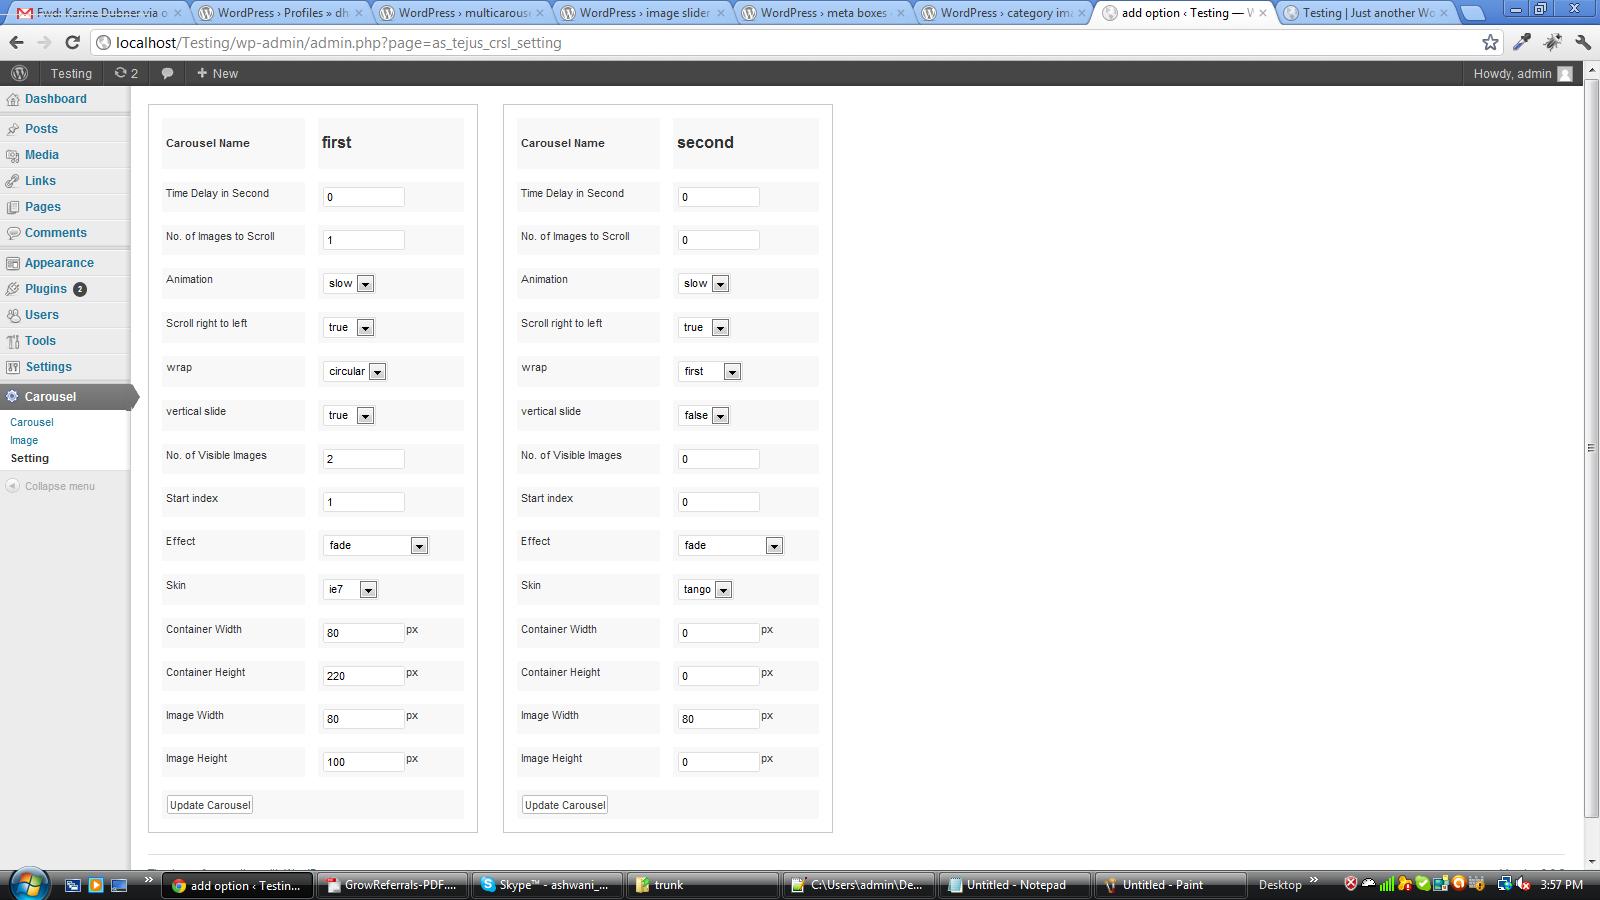 Fwd: Karine Dubner via o
WordPress › Profiles » dh
WordPress › multicarous
WordPress › image slider
WordPress › meta boxes
WordPress › category im
add option ‹ Testing — W
Testing | Just another Wo
localhost/Testing/wp-admin/admin.php?page=as_tejus_crsl_setting
Testing
2
+ New
Howdy, admin
Dashboard
Posts
Media
Links
Pages
Comments
Appearance
Plugins 2
Users
Tools
Settings
Carousel
Carousel
Image
Setting
Collapse menu
Carousel Name first
Time Delay in Second 0
No. of Images to Scroll 1
Animation slow
Scroll right to left true
wrap circular
vertical slide true
No. of Visible Images 2
Start index 1
Effect fade
Skin ie7
Container Width 80 px
Container Height 220 px
Image Width 80 px
Image Height 100 px
Update Carousel
Carousel Name second
Time Delay in Second 0
No. of Images to Scroll 0
Animation slow
Scroll right to left true
wrap first
vertical slide false
No. of Visible Images 0
Start index 0
Effect fade
Skin tango
Container Width 0 px
Container Height 0 px
Image Width 80 px
Image Height 0 px
Update Carousel
add option ‹ Testin...
GrowReferrals-PDF....
Skype™ - ashwani_...
trunk
C:\Users\admin\De...
Untitled - Notepad
Untitled - Paint
Desktop
3:57 PM